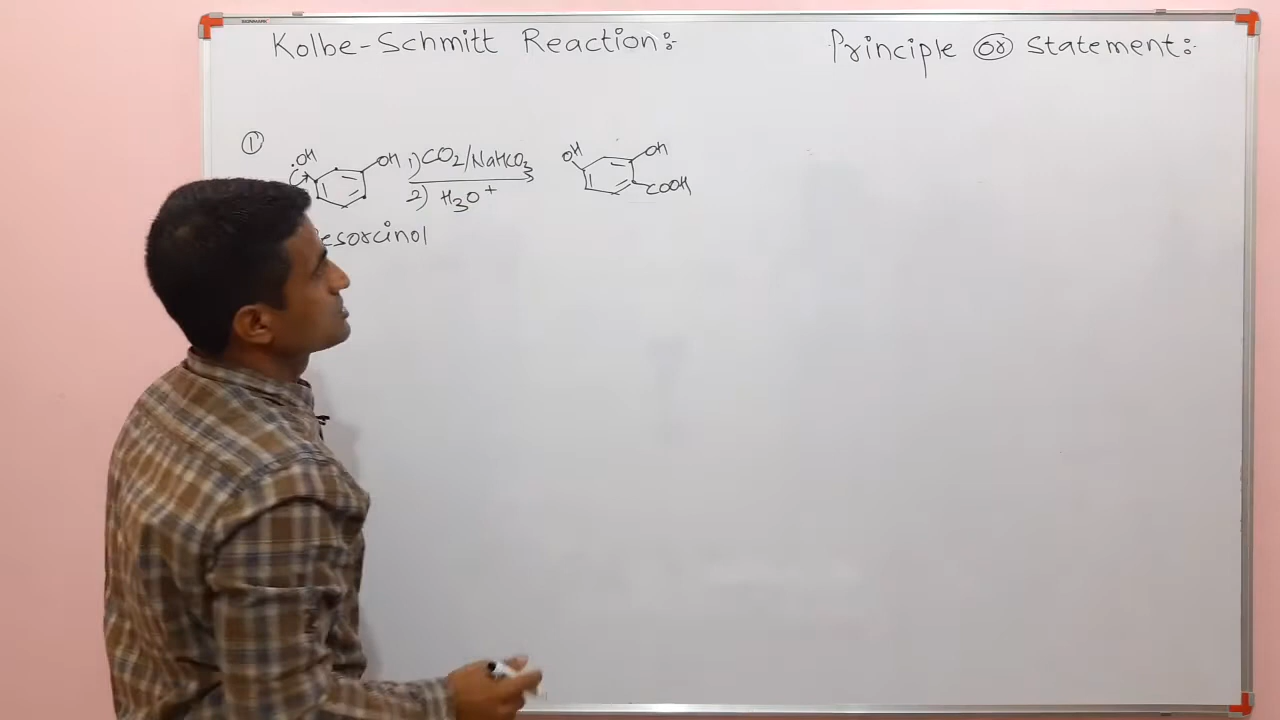 Kolbe-Schmitt Reaction:-
Principle or Statement:-
1
OH
OH
1) CO2/NaHCO3
2) H3O+
OH
OH
COOH
esorcinol